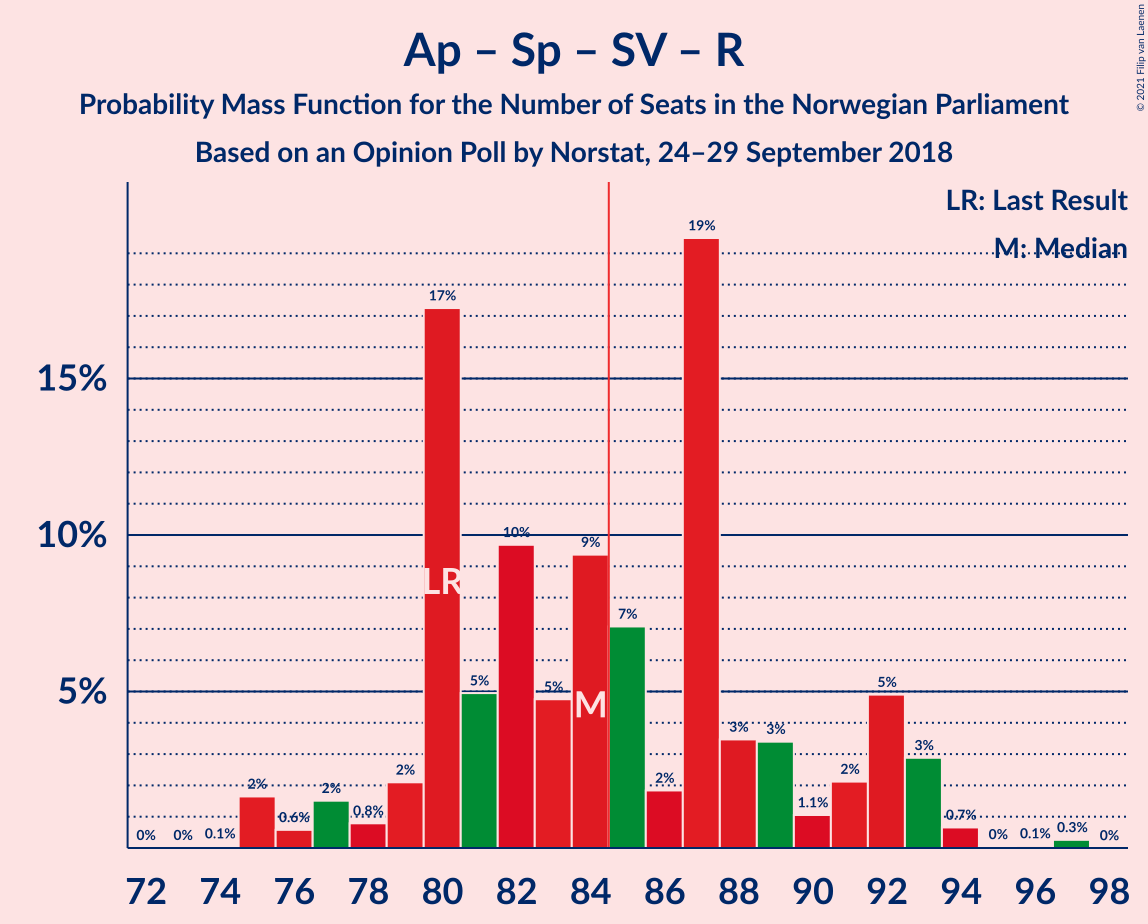 Ap – Sp – SV – R
Probability Mass Function for the Number of Seats in the Norwegian Parliament
Based on an Opinion Poll by Norstat, 24–29 September 2018
© 2021 Filip van Laenen
LR: Last Result
M: Median
15%
10%
5%
0% 0% 0.1% 2% 0.6% 2% 0.8% 2% 17% 5% 10% 5% 9% 7% 2% 19% 3% 3% 1.1% 2% 5% 3% 0.7% 0% 0.1% 0.3% 0%
LR
M
72 74 76 78 80 82 84 86 88 90 92 94 96 98